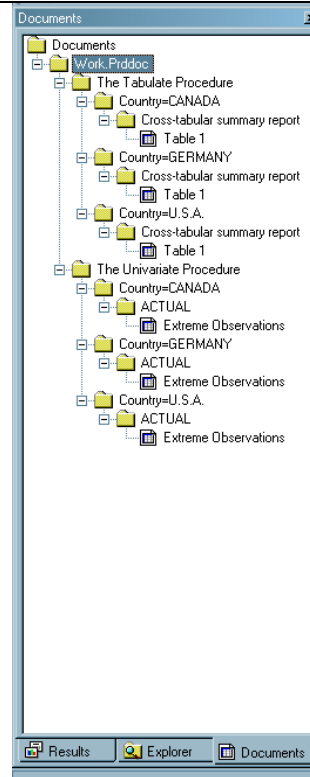 Documents
Documents
Work.Prddoc
The Tabulate Procedure
Country=CANADA
Cross-tabular summary report
Table 1
Country=GERMANY
Cross-tabular summary report
Table 1
Country=U.S.A.
Cross-tabular summary report
Table 1
The Univariate Procedure
Country=CANADA
ACTUAL
Extreme Observations
Country=GERMANY
ACTUAL
Extreme Observations
Country=U.S.A.
ACTUAL
Extreme Observations
Results Explorer Documents